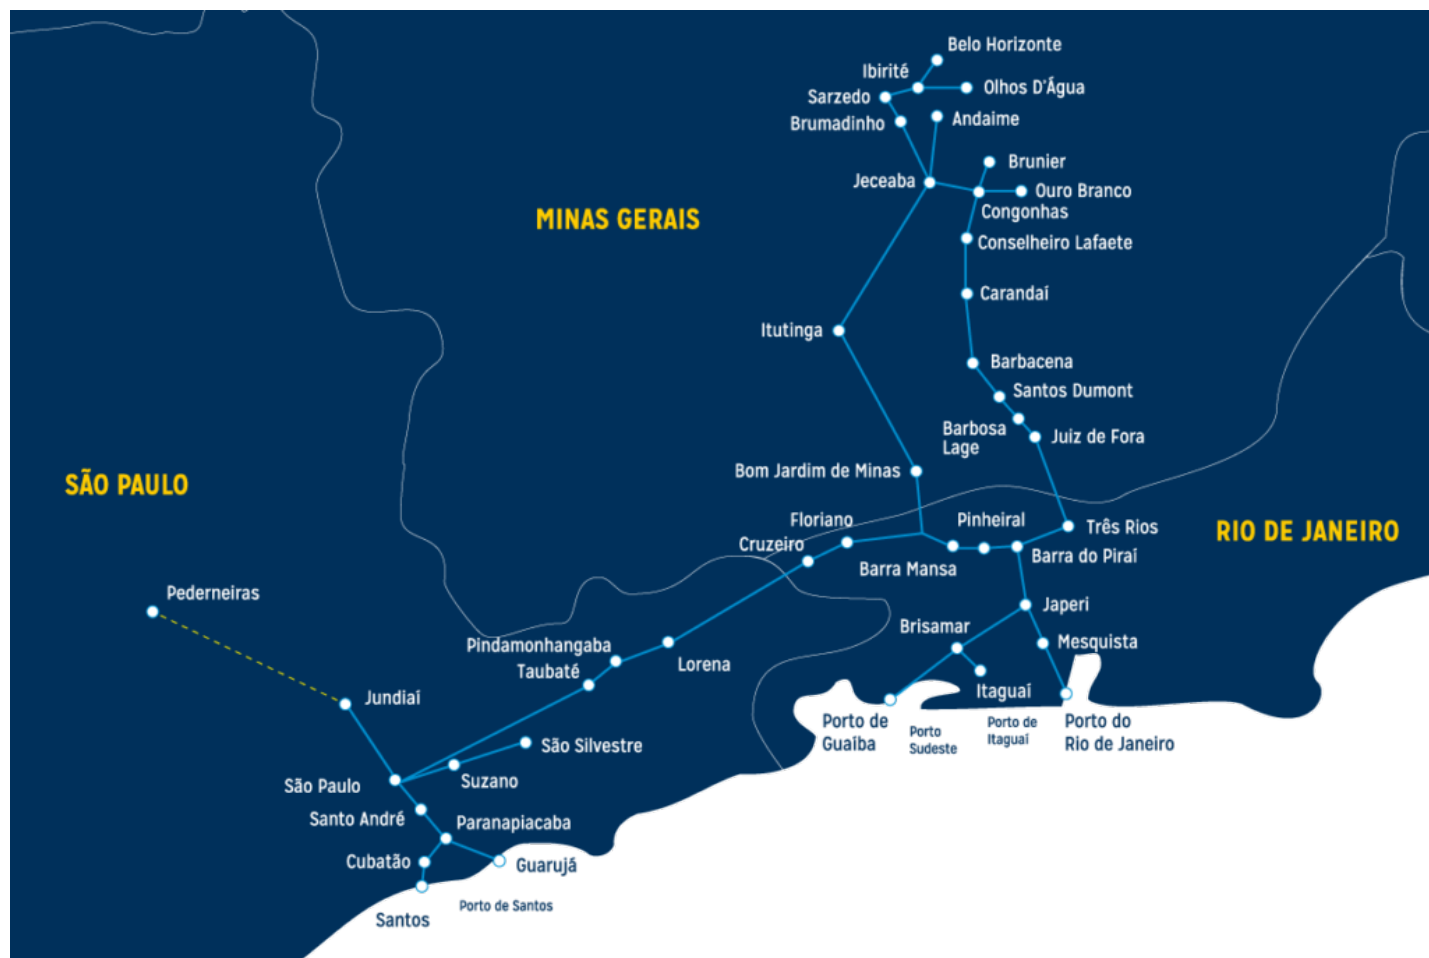 Belo Horizonte
Ibirité
Olhos D'Água
Sarzedo
Brumadinho
Andaime
Brunier
Jeceaba
Ouro Branco
Congonhas
MINAS GERAIS
Conselheiro Lafaete
Carandaí
Itutinga
Barbacena
Santos Dumont
Barbosa
Lage
Juiz de Fora
Bom Jardim de Minas
SÃO PAULO
Floriano
Pinheiral
Três Rios
RIO DE JANEIRO
Cruzeiro
Barra Mansa
Barra do Piraí
Pederneiras
Japeri
Brisamar
Mesquista
Pindamonhangaba
Lorena
Taubaté
Itaguaí
Jundiaí
Porto de
Guaíba
Porto
Sudeste
Porto de
Itaguaí
Porto do
Rio de Janeiro
São Silvestre
São Paulo
Suzano
Santo André
Paranapiacaba
Cubatão
Guarujá
Porto de Santos
Santos